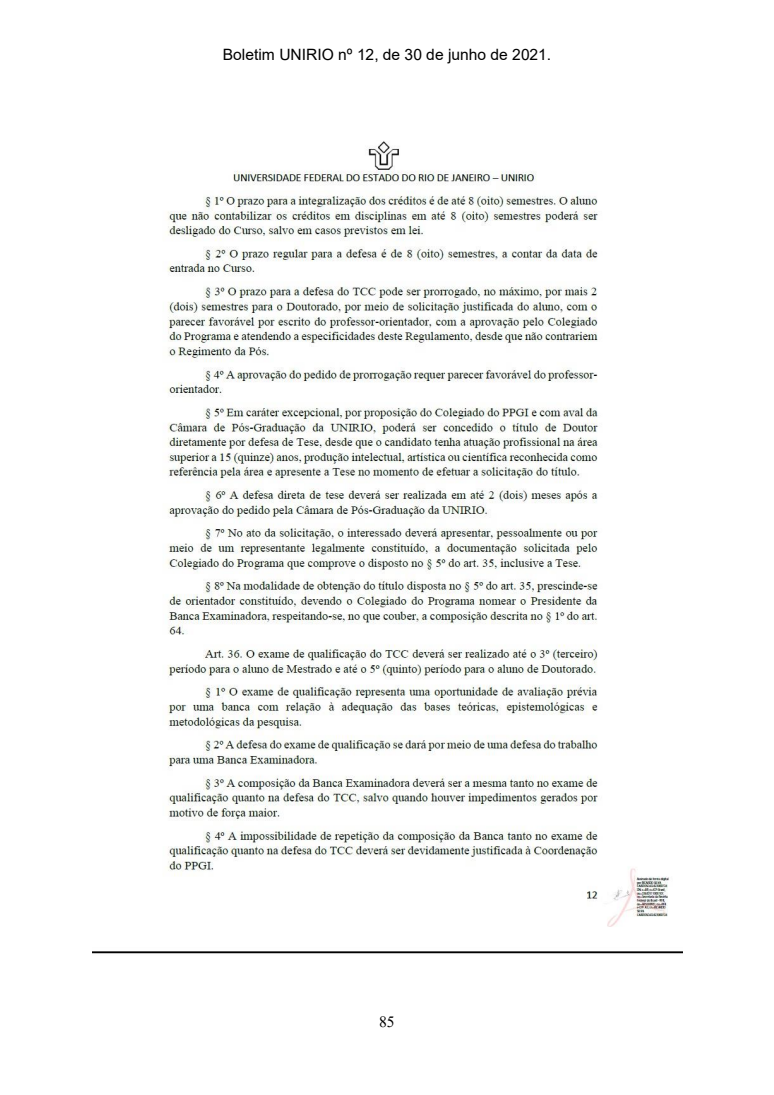 Boletim UNIRIO nº 12, de 30 de junho de 2021.
UNIVERSIDADE FEDERAL DO ESTADO DO RIO DE JANEIRO – UNIRIO
§ 1º O prazo para a integralização dos créditos é de até 8 (oito) semestres. O aluno
que não contabilizar os créditos em disciplinas em até 8 (oito) semestres poderá ser
desligado do Curso, salvo em casos previstos em lei.
§ 2º O prazo regular para a defesa é de 8 (oito) semestres, a contar da data de
entrada no Curso.
§ 3º O prazo para a defesa do TCC pode ser prorrogado, no máximo, por mais 2
(dois) semestres para o Doutorado, por meio de solicitação justificada do aluno, com o
parecer favorável por escrito do professor-orientador, com a aprovação pelo Colegiado
do Programa e atendendo a especificidades deste Regulamento, desde que não contrariem
o Regimento da Pós.
§ 4º A aprovação do pedido de prorrogação requer parecer favorável do professor-
orientador.
§ 5º Em caráter excepcional, por proposição do Colegiado do PPGI e com aval da
Câmara de Pós-Graduação da UNIRIO, poderá ser concedido o título de Doutor
diretamente por defesa de Tese, desde que o candidato tenha atuação profissional na área
superior a 15 (quinze) anos, produção intelectual, artística ou científica reconhecida como
referência pela área e apresente a Tese no momento de efetuar a solicitação do título.
§ 6º A defesa direta de tese deverá ser realizada em até 2 (dois) meses após a
aprovação do pedido pela Câmara de Pós-Graduação da UNIRIO.
§ 7º No ato da solicitação, o interessado deverá apresentar, pessoalmente ou por
meio de um representante legalmente constituído, a documentação solicitada pelo
Colegiado do Programa que comprove o disposto no § 5º do art. 35, inclusive a Tese.
§ 8º Na modalidade de obtenção do título disposta no § 5º do art. 35, prescinde-se
de orientador constituído, devendo o Colegiado do Programa nomear o Presidente da
Banca Examinadora, respeitando-se, no que couber, a composição descrita no § 1º do art.
64.
Art. 36. O exame de qualificação do TCC deverá ser realizado até o 3º (terceiro)
período para o aluno de Mestrado e até o 5º (quinto) período para o aluno de Doutorado.
§ 1º O exame de qualificação representa uma oportunidade de avaliação prévia
por uma banca com relação à adequação das bases teóricas, epistemológicas e
metodológicas da pesquisa.
§ 2º A defesa do exame de qualificação se dará por meio de uma defesa do trabalho
para uma Banca Examinadora.
§ 3º A composição da Banca Examinadora deverá ser a mesma tanto no exame de
qualificação quanto na defesa do TCC, salvo quando houver impedimentos gerados por
motivo de força maior.
§ 4º A impossibilidade de repetição da composição da Banca tanto no exame de
qualificação quanto na defesa do TCC deverá ser devidamente justificada à Coordenação
do PPGI.
12
85